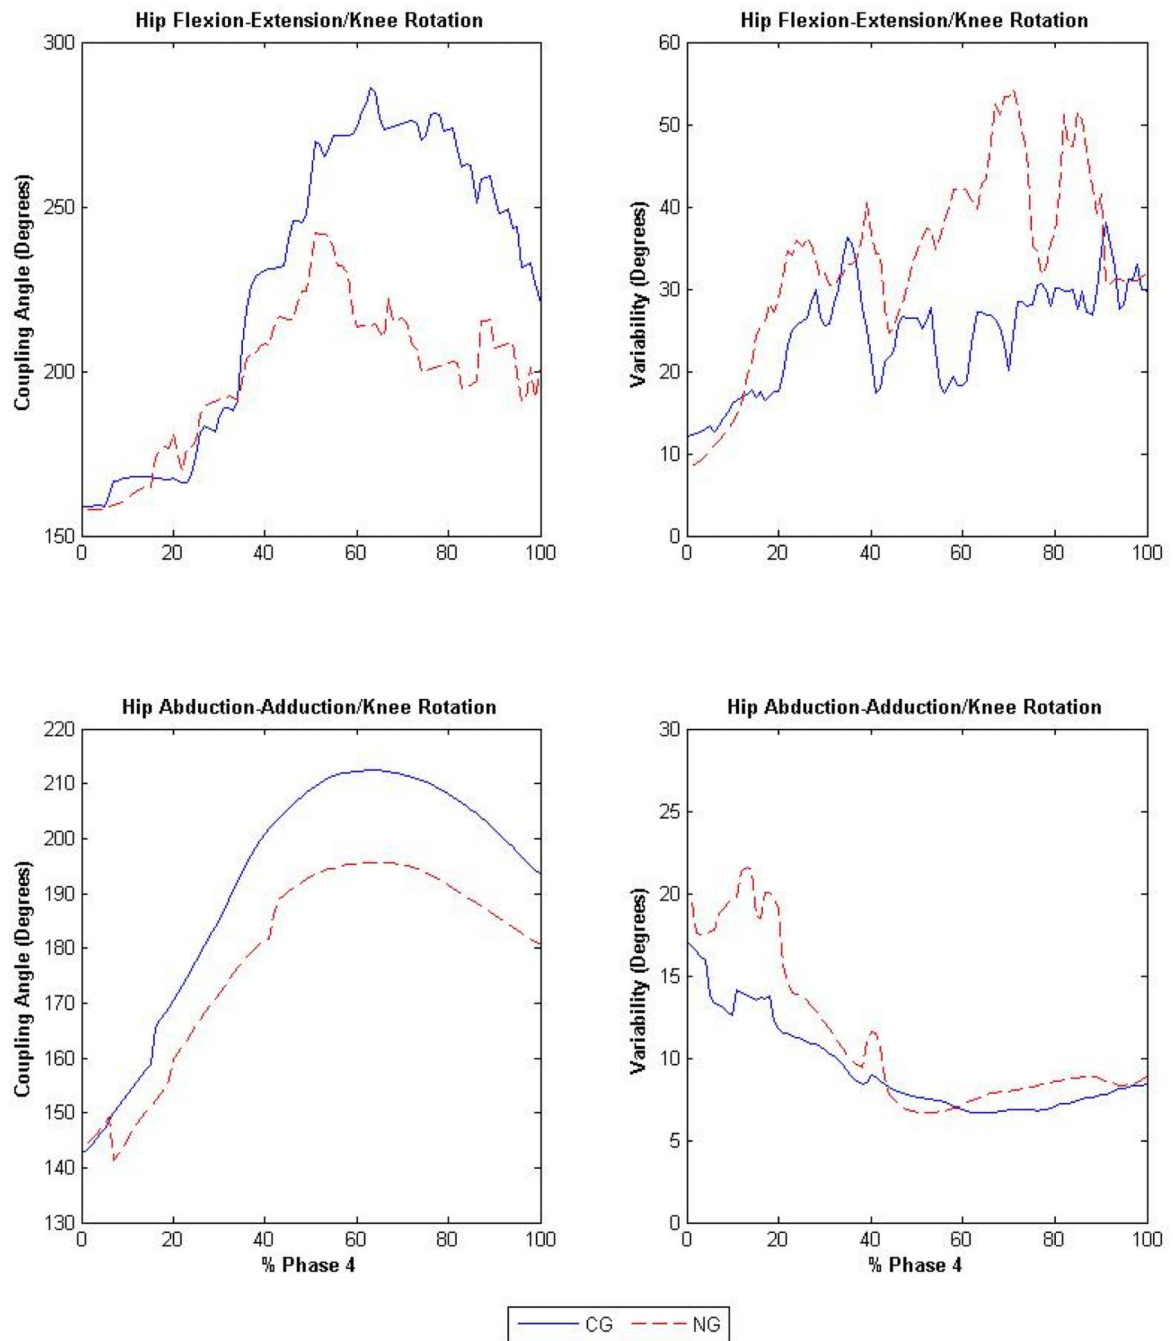 Hip Flexion-Extension/Knee Rotation
300
250
200
150
Coupling Angle (Degrees)
0 20 40 60 80 100
Hip Flexion-Extension/Knee Rotation
60
50
40
30
20
10
0
Variability (Degrees)
0 20 40 60 80 100
Hip Abduction-Adduction/Knee Rotation
220
210
200
190
180
170
160
150
140
130
Coupling Angle (Degrees)
0 20 40 60 80 100
% Phase 4
Hip Abduction-Adduction/Knee Rotation
30
25
20
15
10
5
0
Variability (Degrees)
0 20 40 60 80 100
% Phase 4
CG NG